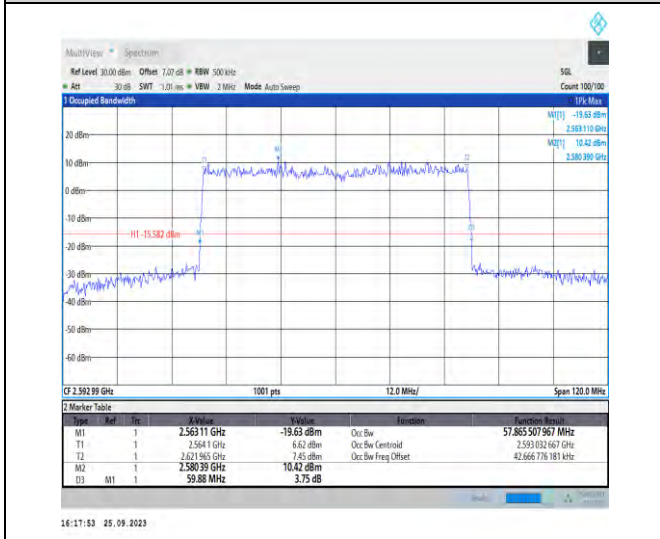 MultiView Spectrum
Ref Level 30.00 dBm Offset 7.07 dB RBW 500 kHz SGL
Att 30 dB SWT 1.01 ms VBW 2 MHz Mode Auto Sweep Count 100/100
1 Occupied Bandwidth 1Pk Max
M1[1] -19.63 dBm
2.563110 GHz
M2[1] 10.42 dBm
2.580390 GHz
20 dBm
10 dBm
0 dBm
-10 dBm
H1 -15.582 dBm
-20 dBm
-30 dBm
-40 dBm
-50 dBm
-60 dBm
CF 2.592 99 GHz 1001 pts 12.0 MHz/ Span 120.0 MHz
2 Marker Table
Type Ref Trc X-Value Y-Value Function Function Result
M1 1 2.563 11 GHz -19.63 dBm Occ Bw 57.865 507 967 MHz
T1 1 2.564 1 GHz 6.62 dBm Occ Bw Centroid 2.593 032 667 GHz
T2 1 2.621 965 GHz 7.45 dBm Occ Bw Freq Offset 42.666 776 181 kHz
M2 1 2.580 39 GHz 10.42 dBm
D3 M1 1 59.88 MHz 3.75 dB
16:17:53 25.09.2023